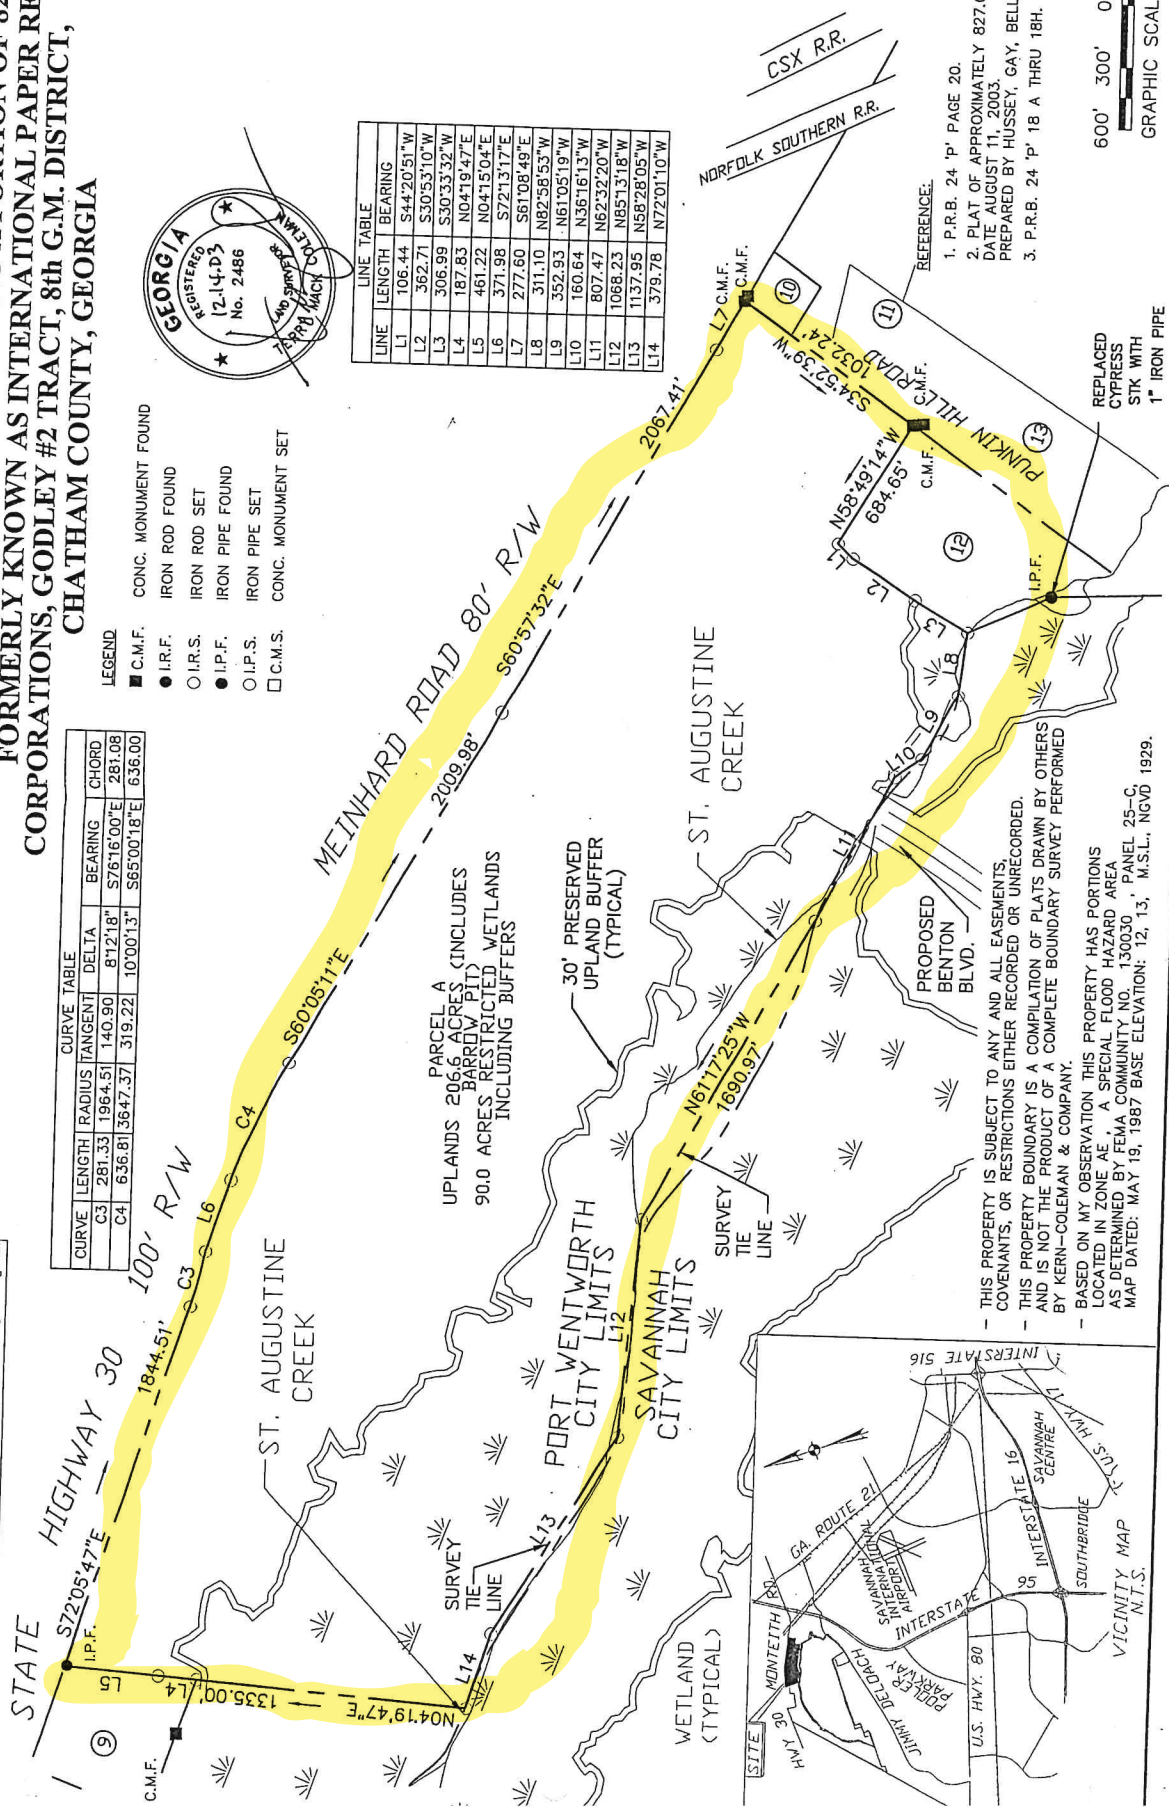 FORMERLY KNOWN AS INTERNATIONAL PAPER
CORPORATIONS, GODLEY #2 TRACT, 8th G.M. DISTRICT,
CHATHAM COUNTY, GEORGIA
CURVE TABLE
CURVE LENGTH RADIUS TANGENT DELTA BEARING CHORD
C3 281.33 1964.51 140.90 8°12'18" S76°16'00"E 281.08
C4 636.81 3647.37 319.22 10°00'13" S65°00'18"E 636.00
LEGEND
C.M.F. CONC. MONUMENT FOUND
I.R.F. IRON ROD FOUND
I.R.S. IRON ROD SET
I.P.F. IRON PIPE FOUND
I.P.S. IRON PIPE SET
C.M.S. CONC. MONUMENT SET
GEORGIA
REGISTERED
12-14-03
No. 2486
LAND SURVEYOR
TERRY MACK COLEMAN
LINE TABLE
LINE LENGTH BEARING
L1 106.44 S44°20'51"W
L2 362.71 S30°53'10"W
L3 306.99 S30°33'32"W
L4 187.83 N04°19'47"E
L5 461.22 N04°15'04"E
L6 371.98 S72°13'17"E
L7 277.60 S61°08'49"E
L8 311.10 N82°58'53"W
L9 352.93 N61°05'19"W
L10 160.64 N36°16'13"W
L11 807.47 N62°32'20"W
L12 1068.23 N85°13'18"W
L13 1137.95 N58°28'05"W
L14 379.78 N72°01'10"W
STATE HIGHWAY 30 100' R/W
MEINHARD ROAD 80' R/W
S72°05'47"E
1844.51'
C3
L6
C4
S60°05'11"E
2009.98'
S60°57'32"E
2067.41'
L7
C.M.F.
C.M.F.
CSX R.R.
NORFOLK SOUTHERN R.R.
10
11
S34°52'39"W
1032.24'
C.M.F.
C.M.F.
PUNKIN HILL ROAD
13
N58°49'14"W
684.65'
L1
L2
12
L3
L8
I.P.F.
L9
L10
L11
REPLACED
CYPRESS
STK WITH
1" IRON PIPE
REFERENCE:
1. P.R.B. 24 'P' PAGE 20.
2. PLAT OF APPROXIMATELY
DATE AUGUST 11, 2003.
PREPARED BY HUSSEY, GAY, BELL
3. P.R.B. 24 'P' 18 A THRU 18H.
600' 300' 0
GRAPHIC
I.P.F.
L5
L4
9
C.M.F.
1335.00'
N04°19'47"E
ST. AUGUSTINE
CREEK
L14
SURVEY
TIE
LINE
L13
PARCEL A
UPLANDS 206.6 ACRES (INCLUDES
BARROW PIT)
90.0 ACRES RESTRICTED WETLANDS
INCLUDING BUFFERS
30' PRESERVED
UPLAND BUFFER
(TYPICAL)
ST. AUGUSTINE
CREEK
PORT WENTWORTH
CITY LIMITS
L12
SAVANNAH
CITY LIMITS
SURVEY
TIE
LINE
N61°17'25"W
1690.97'
PROPOSED
BENTON
BLVD.
WETLAND
(TYPICAL)
- THIS PROPERTY IS SUBJECT TO ANY AND ALL EASEMENTS,
COVENANTS, OR RESTRICTIONS EITHER RECORDED OR UNRECORDED.
- THIS PROPERTY BOUNDARY IS A COMPILATION OF PLATS DRAWN BY OTHERS
AND IS NOT THE PRODUCT OF A COMPLETE BOUNDARY SURVEY PERFORMED
BY KERN-COLEMAN & COMPANY.
- BASED ON MY OBSERVATION THIS PROPERTY HAS PORTIONS
LOCATED IN ZONE AE, A SPECIAL FLOOD HAZARD AREA
AS DETERMINED BY FEMA COMMUNITY NO. 130030, PANEL 25-C,
MAP DATED: MAY 19, 1987 BASE ELEVATION: 12, 13, M.S.L., NGVD 1929.
SITE
HWY 30
MONTEITH RD
GA. ROUTE 21
SAVANNAH
INTERNATIONAL
AIRPORT
JIMMY DELOACH
POOLER
PARKWAY
INTERSTATE 95
INTERSTATE 16
INTERSTATE 516
U.S. HWY. 80
U.S. HWY. 17
SAVANNAH
CENTRE
SOUTHBRIDGE
VICINITY MAP
N.T.S.